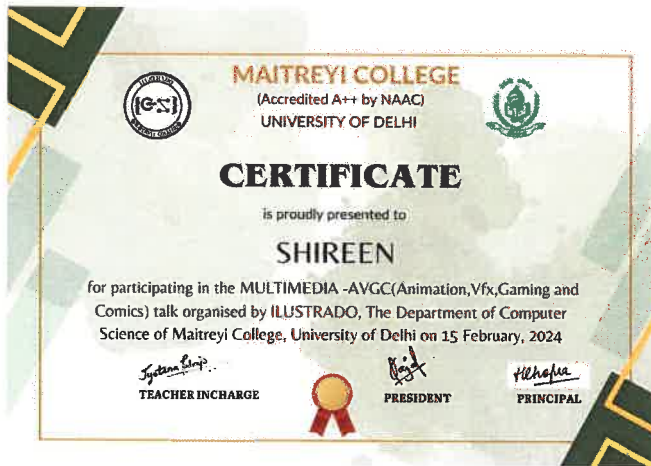 MAITREYI COLLEGE
(Accredited A++ by NAAC)
UNIVERSITY OF DELHI
CERTIFICATE
is proudly presented to
SHIREEN
for participating in the MULTIMEDIA -AVGC(Animation,Vfx,Gaming and
Comics) talk organised by ILUSTRADO, The Department of Computer
Science of Maitreyi College, University of Delhi on 15 February, 2024
TEACHER INCHARGE
PRESIDENT
PRINCIPAL